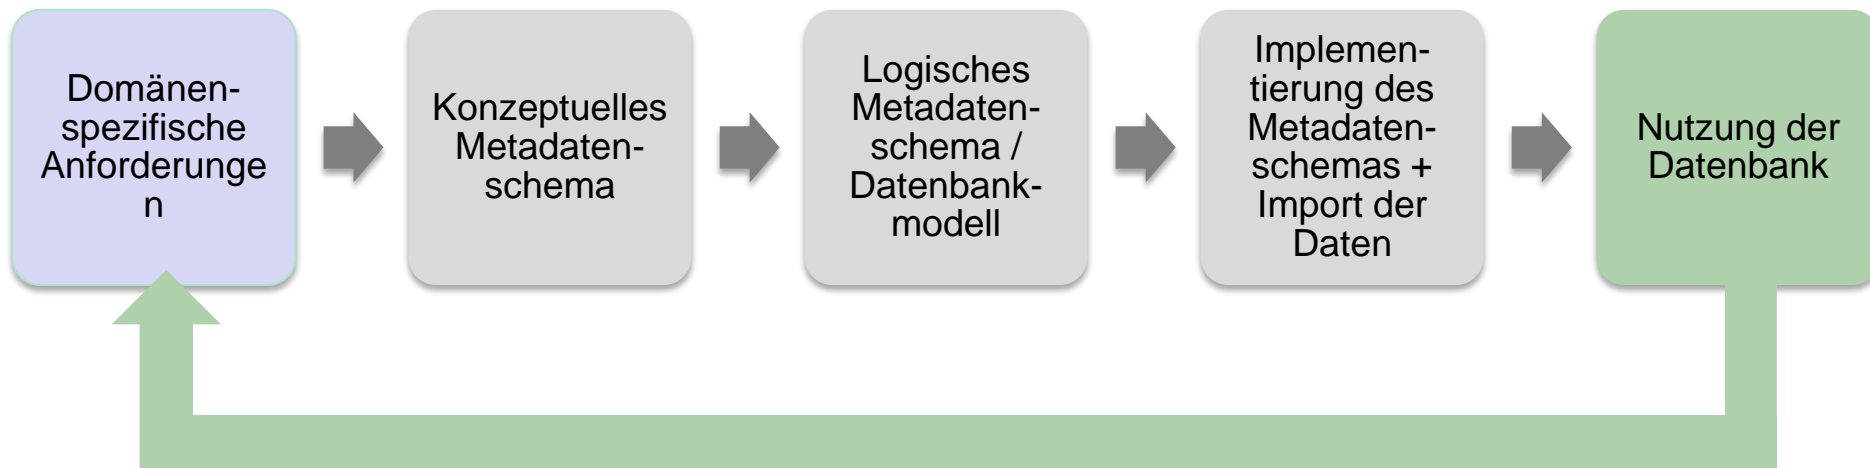 Domänen-
spezifische
Anforderunge
n
Konzeptuelles
Metadaten-
schema
Logisches
Metadaten-
schema /
Datenbank-
modell
Implemen-
tierung des
Metadaten-
schemas +
Import der
Daten
Nutzung der
Datenbank